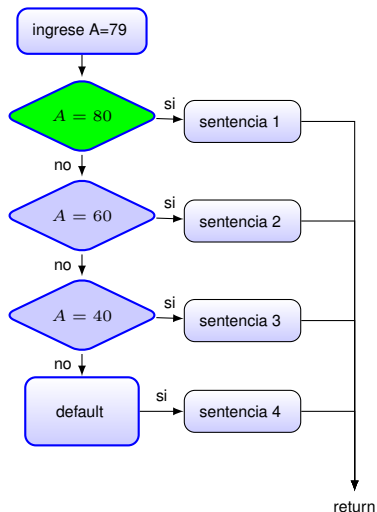 ingrese A=79
A = 80
si
sentencia 1
no
A = 60
si
sentencia 2
no
A = 40
si
sentencia 3
no
default
si
sentencia 4
return